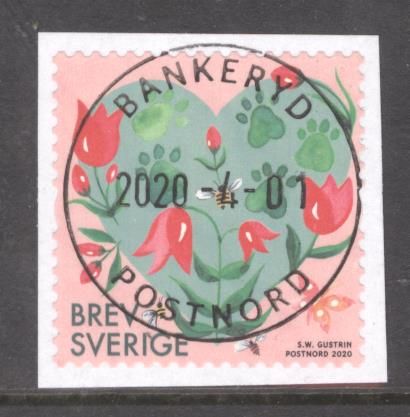 BANKERYD
2020-4-01
POSTNORD
BREV
SVERIGE
S.W. GUSTRIN
POSTNORD 2020